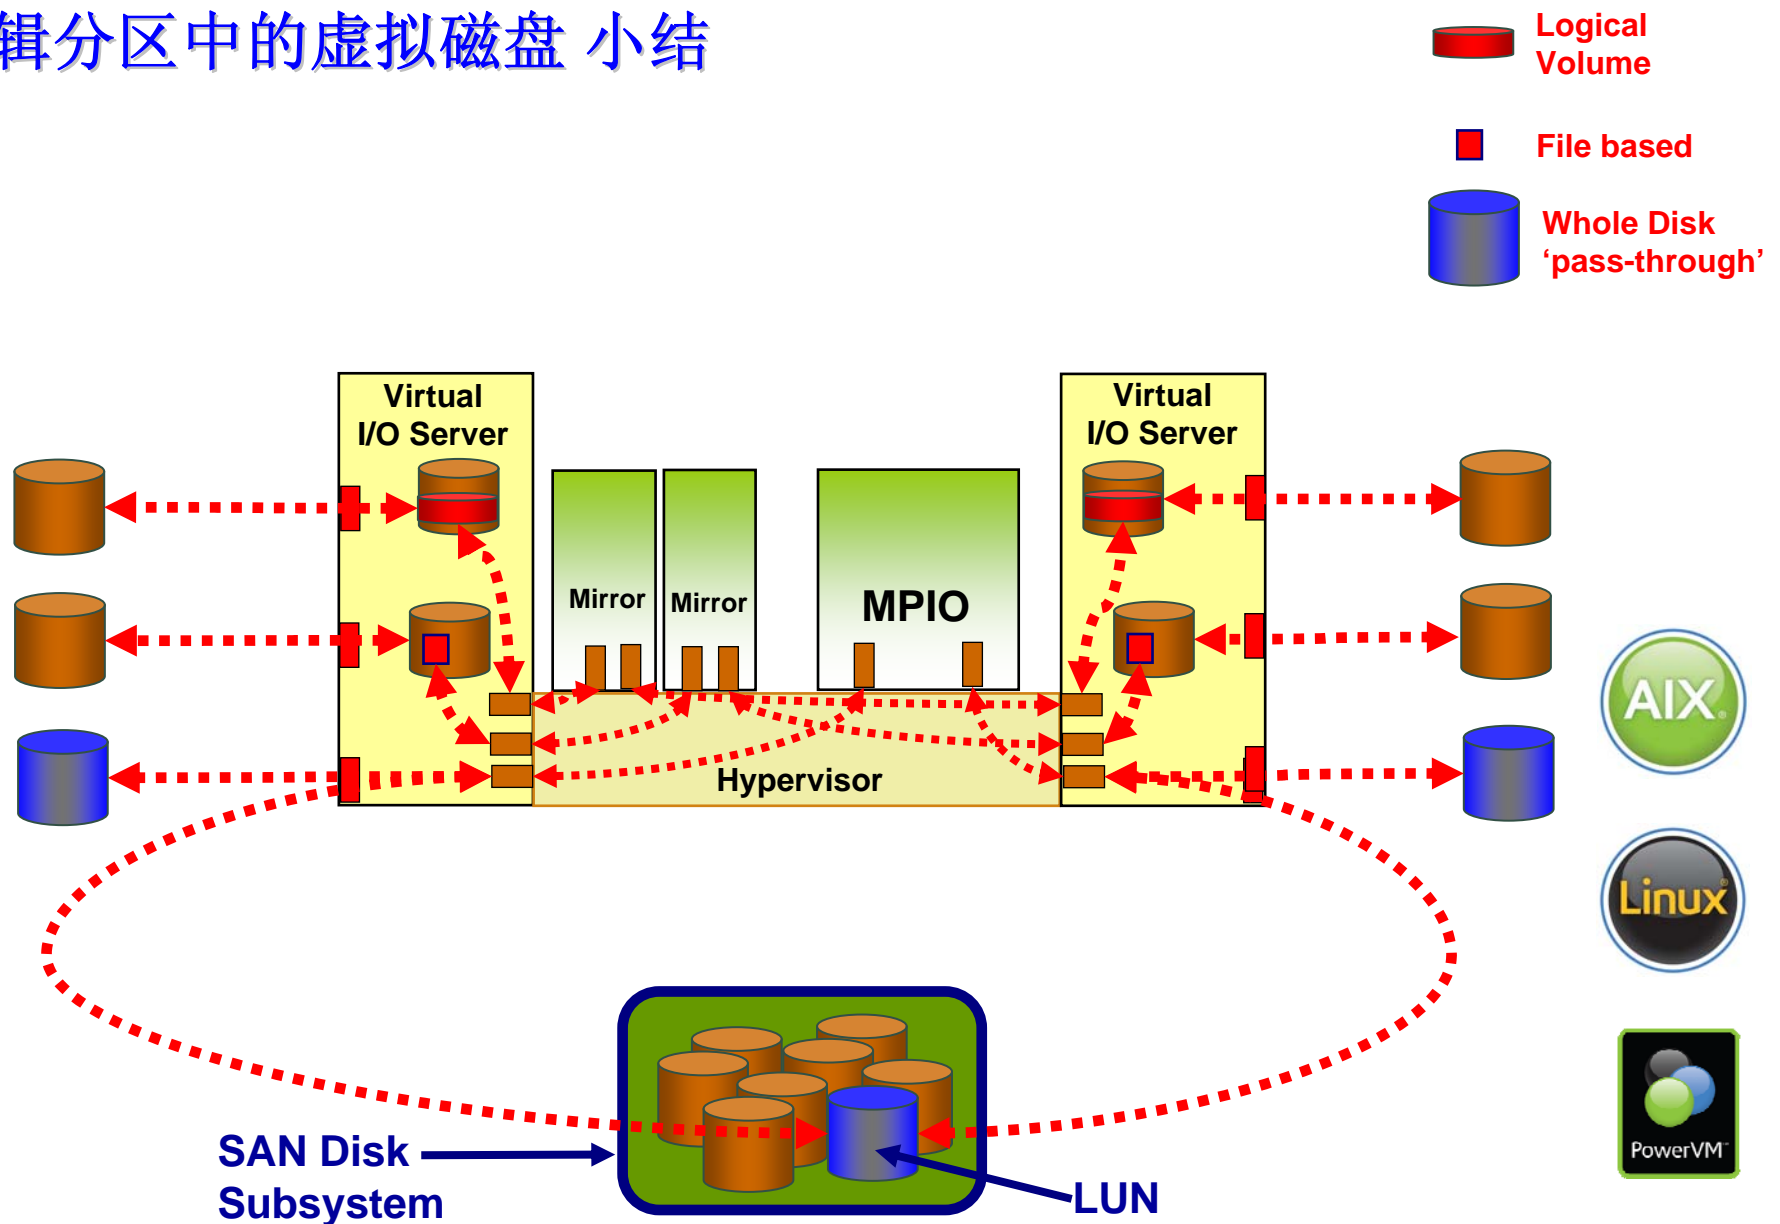 辑分区中的虚拟磁盘 小结
Logical
Volume
File based
Whole Disk
‘pass-through’
Virtual
I/O Server
Virtual
I/O Server
Mirror
Mirror
MPIO
Hypervisor
AIX
Linux
PowerVM
SAN Disk
Subsystem
LUN